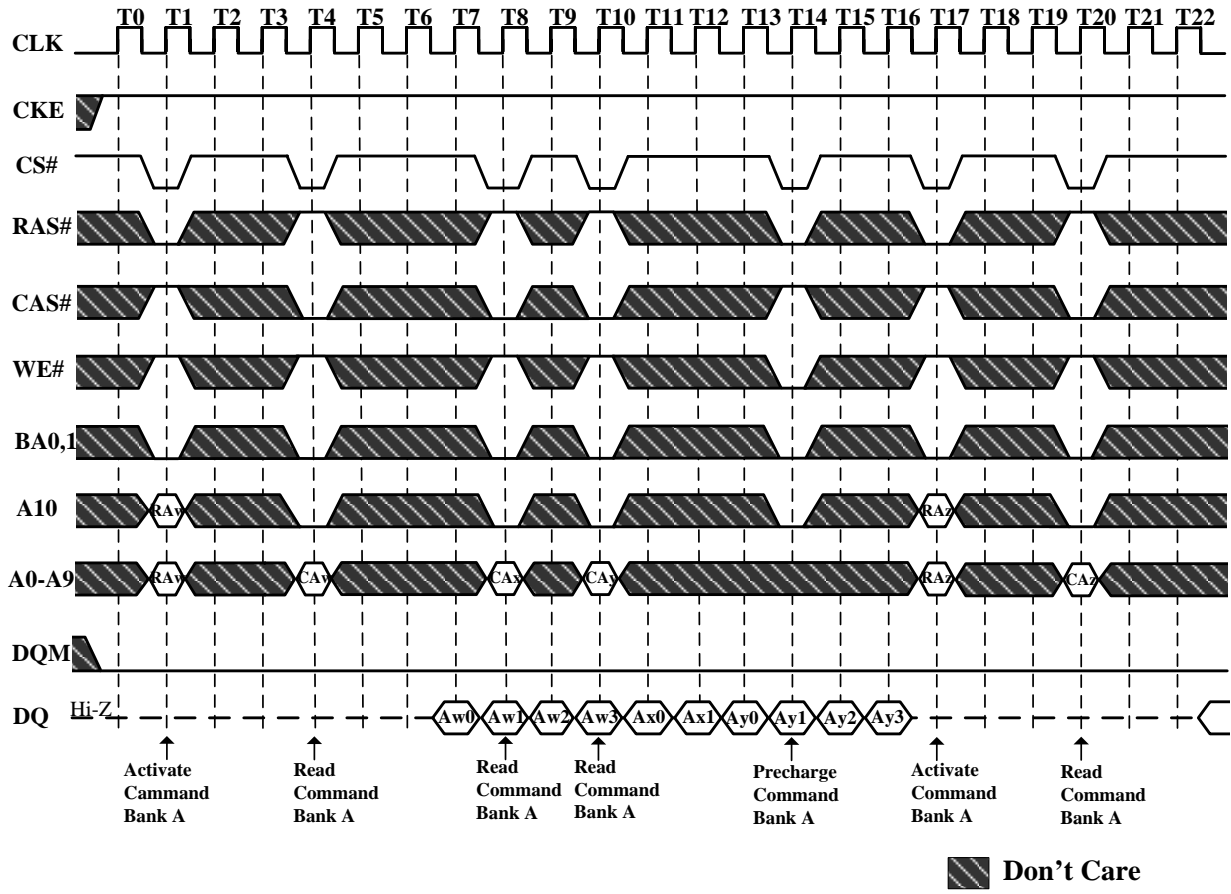 T0 T1 T2 T3 T4 T5 T6 T7 T8 T9 T10 T11 T12 T13 T14 T15 T16 T17 T18 T19 T20 T21 T22
CLK
CKE
CS#
RAS#
CAS#
WE#
BA0,1
A10 RAw RAz
A0-A9 RAw CAw CAx CAy RAz CAz
DQM
DQ Hi-Z Aw0 Aw1 Aw2 Aw3 Ax0 Ax1 Ay0 Ay1 Ay2 Ay3
Activate
Cammand
Bank A
Read
Command
Bank A
Read
Command
Bank A
Read
Command
Bank A
Precharge
Command
Bank A
Activate
Command
Bank A
Read
Command
Bank A
Don't Care